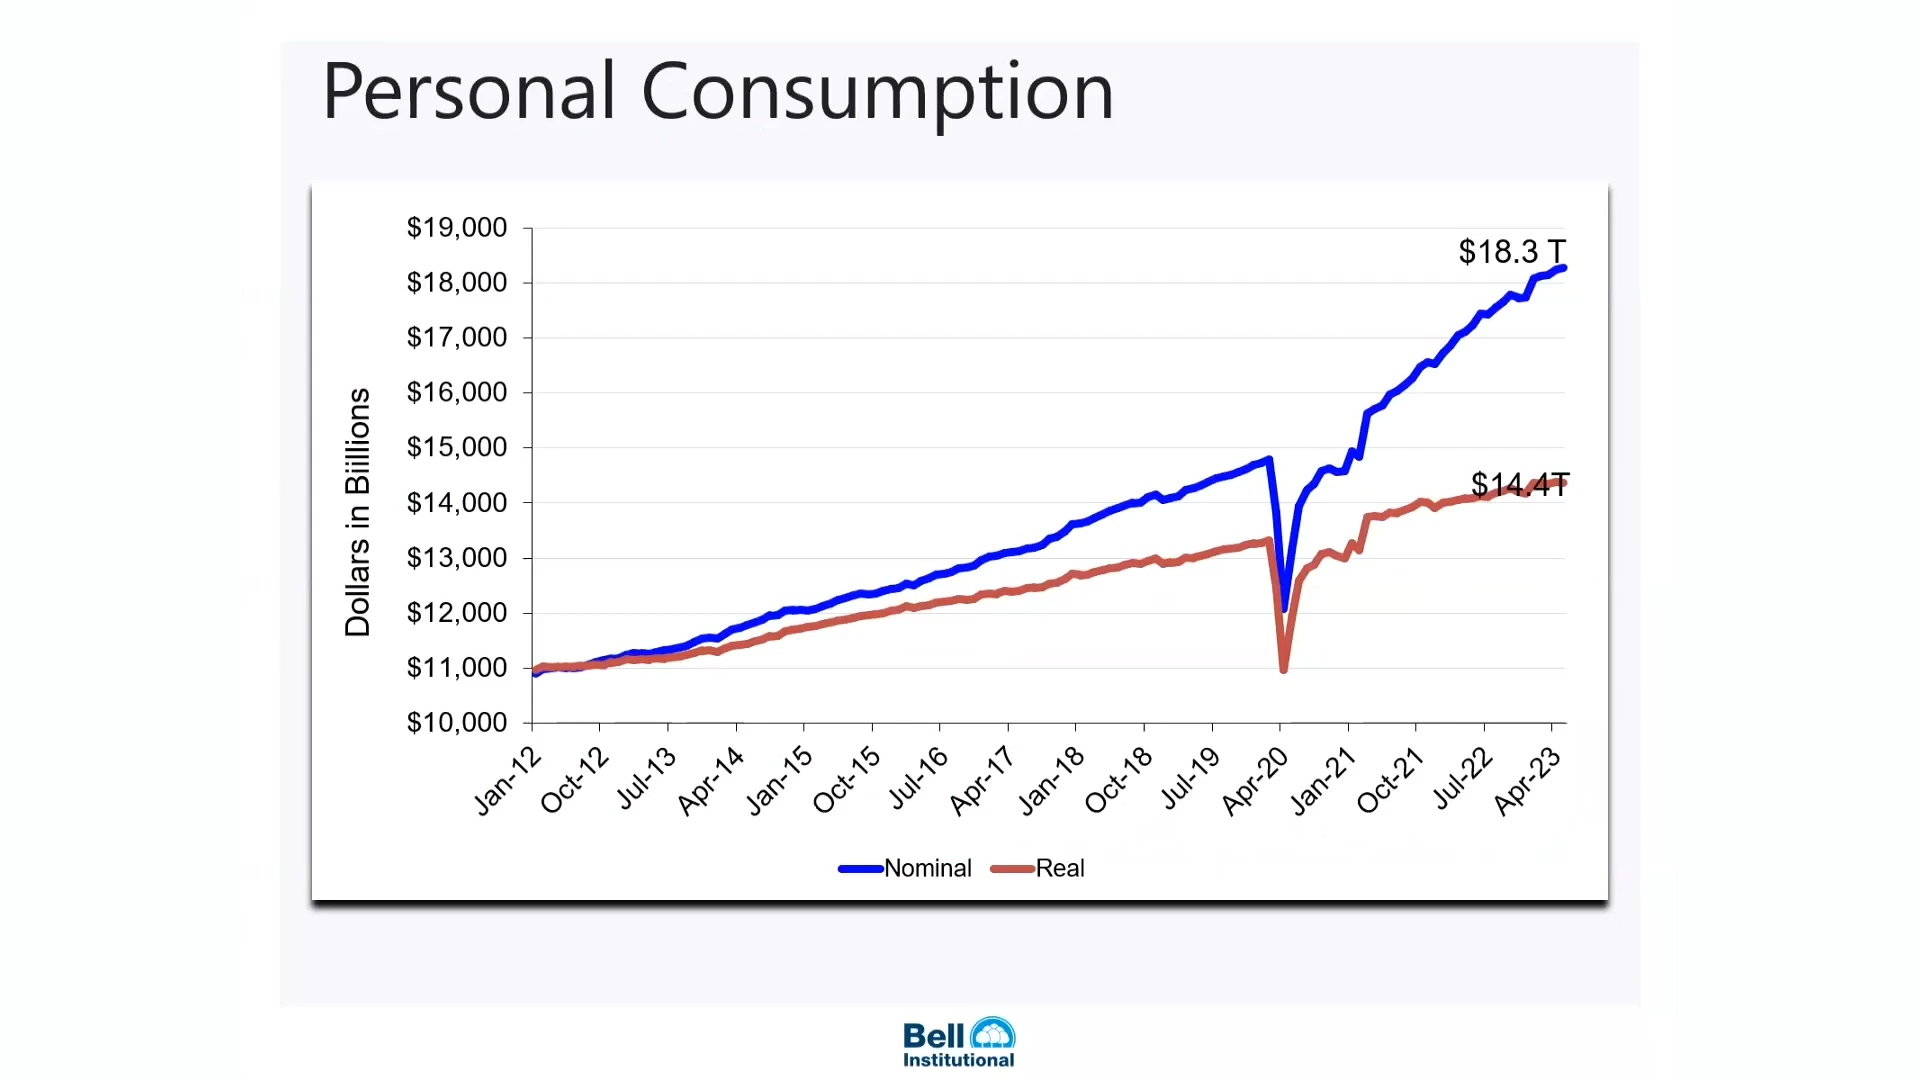 Personal Consumption
$19,000
$18,000
$17,000
$16,000
$15,000
$14,000
$13,000
$12,000
$11,000
$10,000
Dollars in Biillions
$18.3 T
$14.4T
Jan-12
Oct-12
Jul-13
Apr-14
Jan-15
Oct-15
Jul-16
Apr-17
Jan-18
Oct-18
Jul-19
Apr-20
Jan-21
Oct-21
Jul-22
Apr-23
Nominal
Real
Bell
Institutional